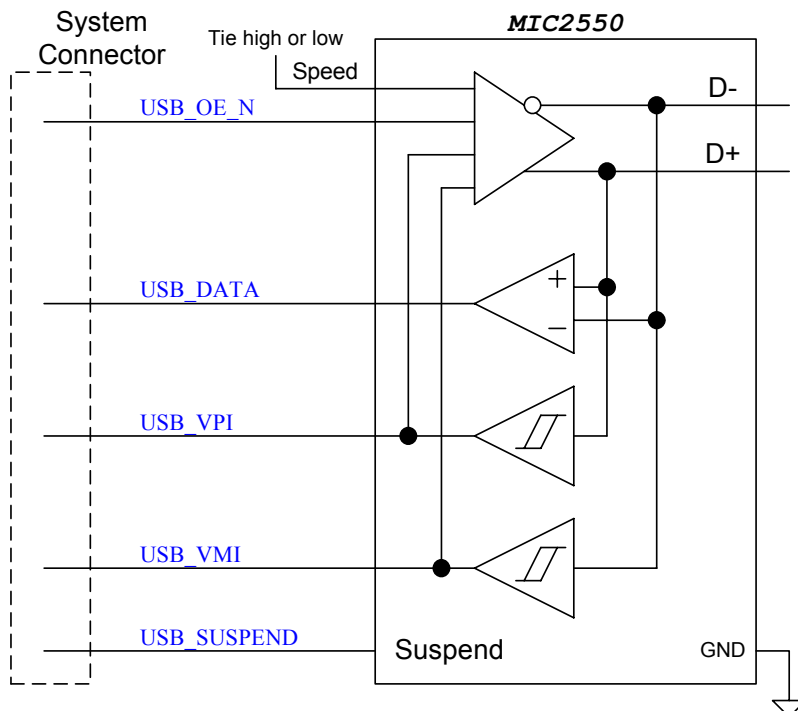 System
Connector
Tie high or low
MIC2550
Speed
USB_OE_N
D-
D+
USB_DATA
+
−
USB_VPI
USB_VMI
USB_SUSPEND
Suspend
GND